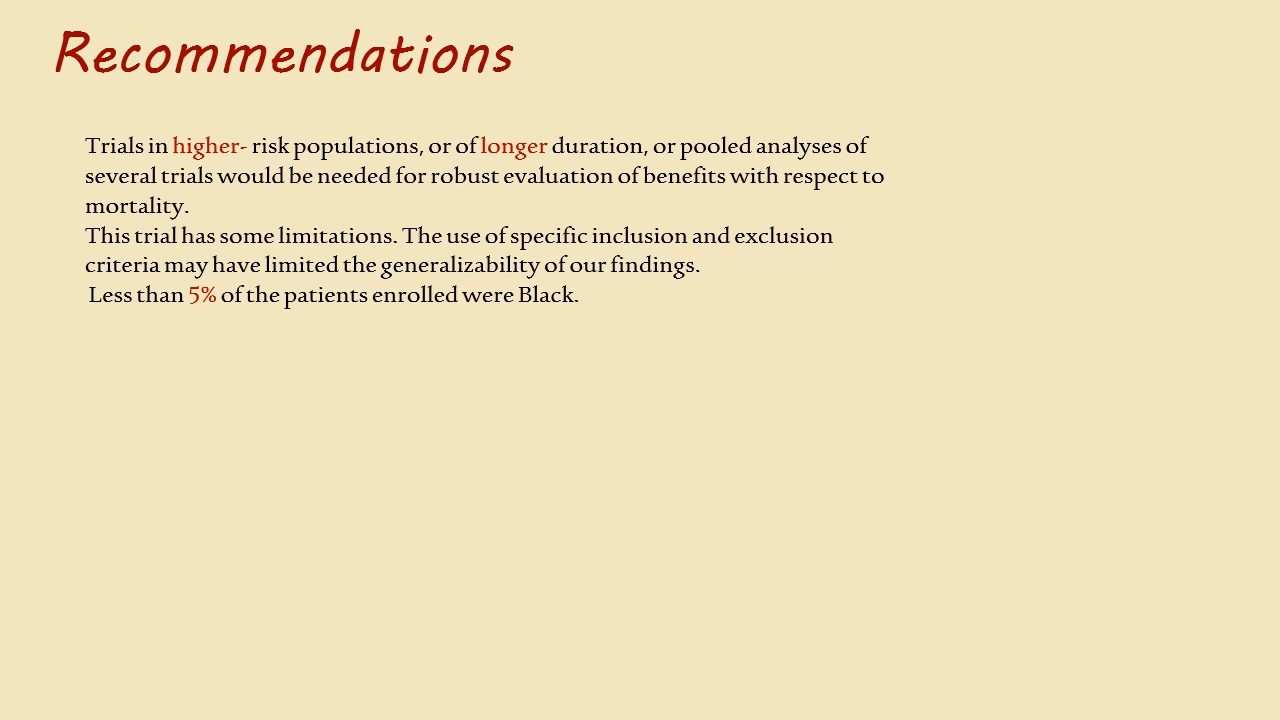 Recommendations
Trials in higher- risk populations, or of longer duration, or pooled analyses of
several trials would be needed for robust evaluation of benefits with respect to
mortality.
This trial has some limitations. The use of specific inclusion and exclusion
criteria may have limited the generalizability of our findings.
Less than 5% of the patients enrolled were Black.